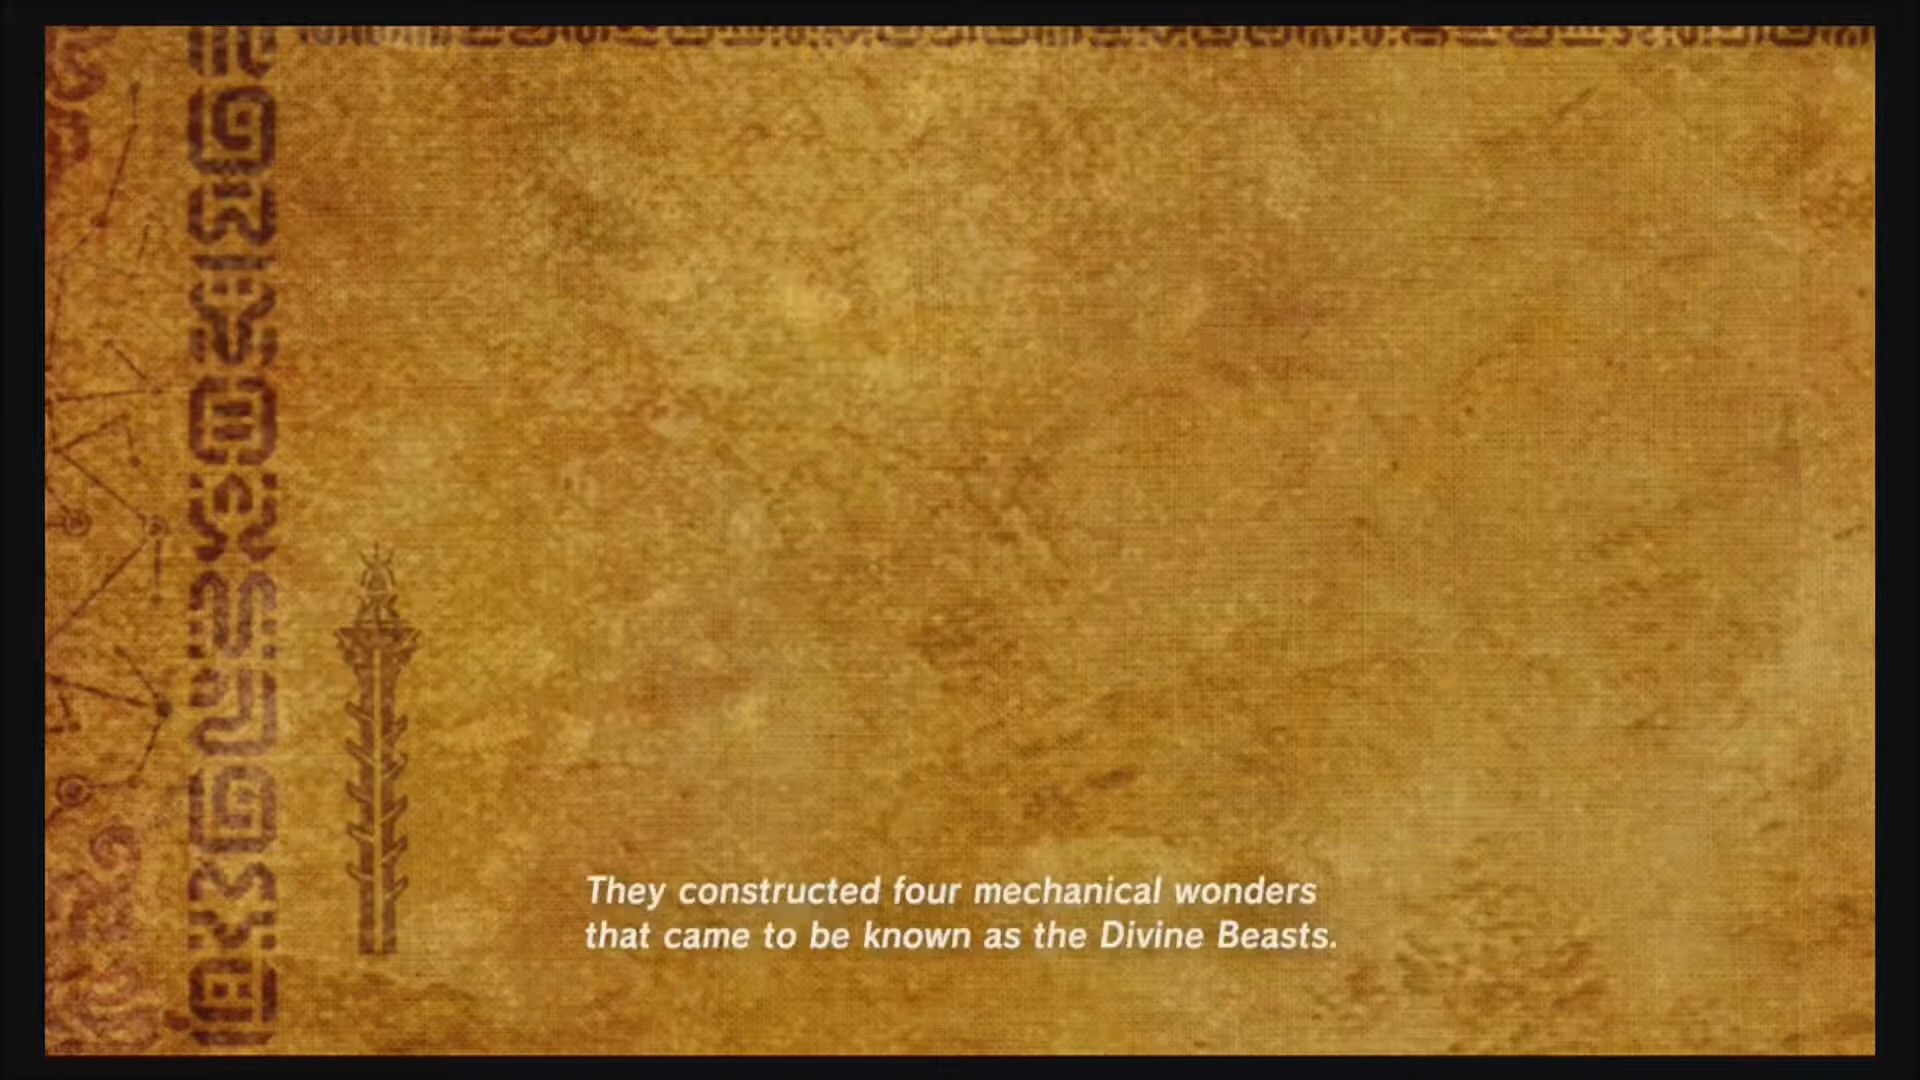 They constructed four mechanical wonders
that came to be known as the Divine Beasts.